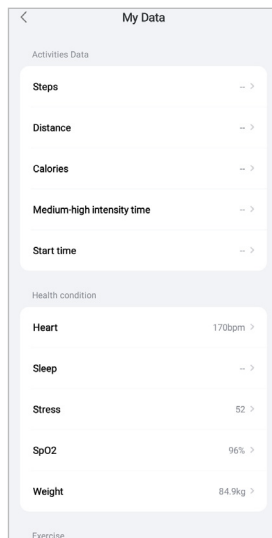 My Data
Activities Data
Steps --
Distance --
Calories --
Medium-high intensity time --
Start time --
Health condition
Heart 170bpm
Sleep --
Stress 52
SpO2 96%
Weight 84.9kg
Exercise